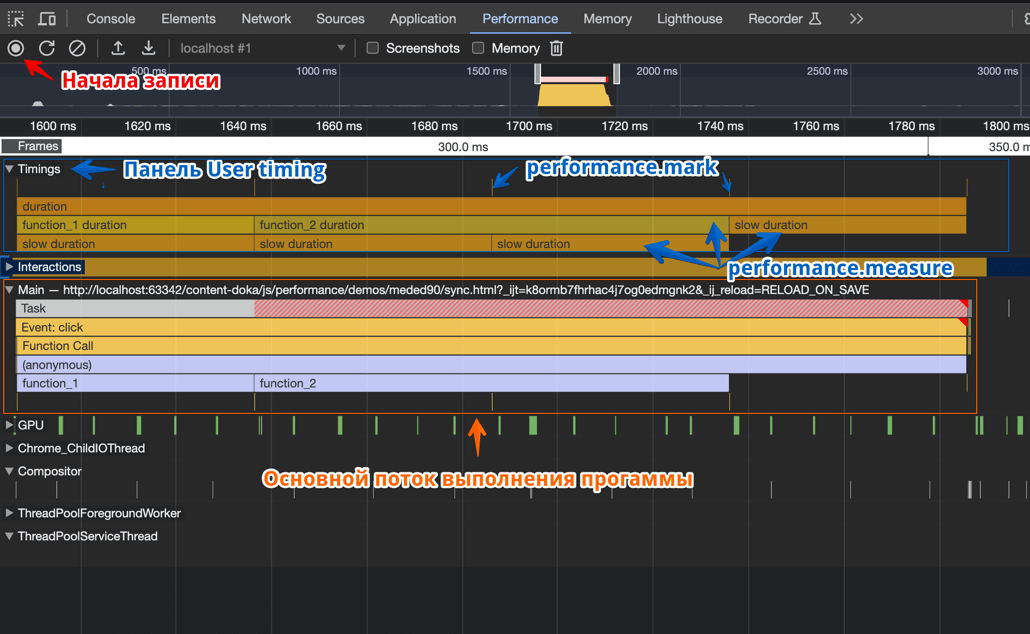 Console Elements Network Sources Application Performance Memory Lighthouse Recorder
localhost #1 Screenshots Memory
Начала записи
500 ms 1000 ms 1500 ms 2000 ms 2500 ms 3000 ms
1600 ms 1620 ms 1640 ms 1660 ms 1680 ms 1700 ms 1720 ms 1740 ms 1760 ms 1780 ms 1800 ms
Frames 300.0 ms 350.0 m
Timings Панель User timing performance.mark
duration
function_1 duration function_2 duration slow duration
slow duration slow duration slow duration
Interactions performance.measure
Main — http://localhost:63342/content-doka/js/performance/demos/meded90/sync.html?_ijt=k8ormb7fhrhac4j7og0edmgnk2&_ij_reload=RELOAD_ON_SAVE
Task
Event: click
Function Call
(anonymous)
function_1 function_2
GPU
Chrome_ChildIOThread
Compositor
Основной поток выполнения прогаммы
ThreadPoolForegroundWorker
ThreadPoolServiceThread